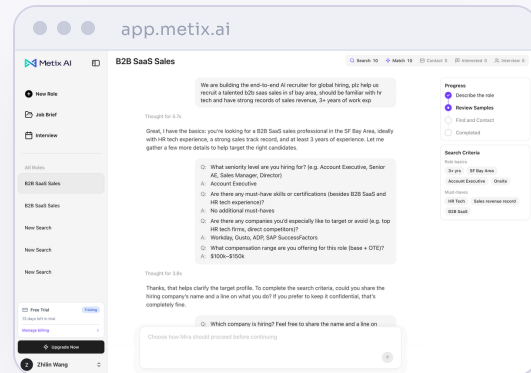 app.metix.ai
Metix AI
B2B SaaS Sales
Search 10
Match 10
Contact 0
Interested 0
Interview 0
New Role
Job Brief
Interview
All Roles
B2B SaaS Sales
B2B SaaS Sales
New Search
New Search
New Search
Free Trial
Trialing
days left in trial
Manage billing
Upgrade Now
Z
Zhilin Wang
We are building the end-to-end AI recruiter for global hiring, plz help us
recruit a talented b2b saas sales in sf bay area, should be familiar with hr
tech and have strong records of sales revenue, 3+ years of work exp
Thought for 5.7s
Great, I have the basics: you're looking for a B2B SaaS sales professional in the SF Bay Area, ideally
with HR tech experience, a strong sales track record, and at least 3 years of experience. Let me
gather a few more details to help target the right candidates.
Q: What seniority level are you hiring for? (e.g. Account Executive, Senior
AE, Sales Manager, Director)
A: Account Executive
Q: Are there any must-have skills or certifications (besides B2B SaaS and
HR tech experience)?
A: No additional must-haves
Q: Are there any companies you'd especially like to target or avoid (e.g. top
HR tech firms, direct competitors)?
A: Workday, Gusto, ADP, SAP SuccessFactors
Q: What compensation range are you offering for this role (base + OTE)?
A: $100k–$150k
Thought for 3.8s
Thanks, that helps clarify the target profile. To complete the search criteria, could you share the
hiring company's name and a line on what you do? If you prefer to keep it confidential, that's
completely fine.
Q: Which company is hiring? Feel free to share the name and a line on
Choose how Mira should proceed before continuing
Progress
Describe the role
Review Samples
Find and Contact
Completed
Search Criteria
Role basics
3+ yrs
SF Bay Area
Account Executive
Onsite
Must-haves
HR Tech
Sales revenue record
B2B SaaS